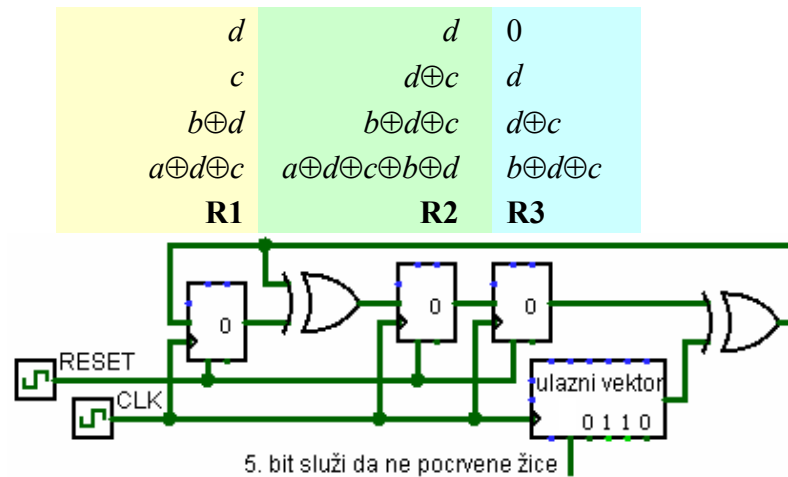 d d 0
c d⊕c d
b⊕d b⊕d⊕c d⊕c
a⊕d⊕c a⊕d⊕c⊕b⊕d b⊕d⊕c
R1 R2 R3
0 0 0
RESET
ulazni vektor
CLK
0 1 1 0
5. bit služi da ne pocrvene žice